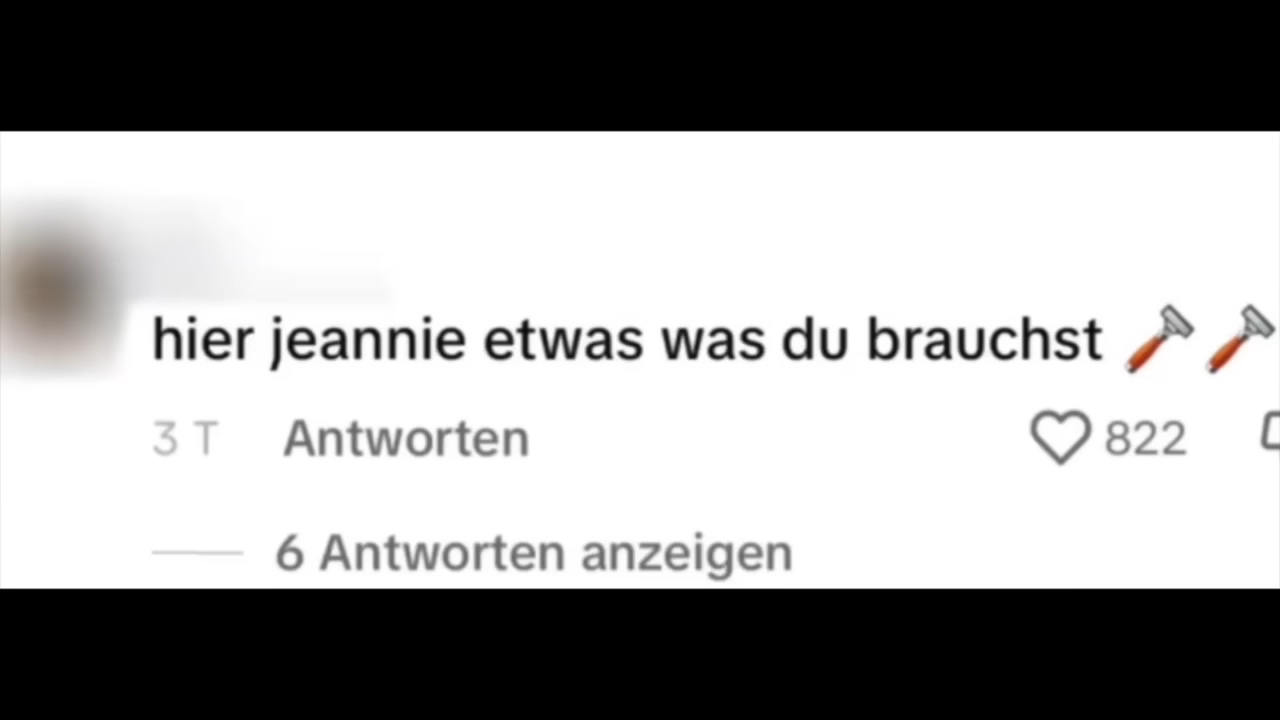 hier jeannie etwas was du brauchst 🪒🪒
3 T Antworten 822
6 Antworten anzeigen